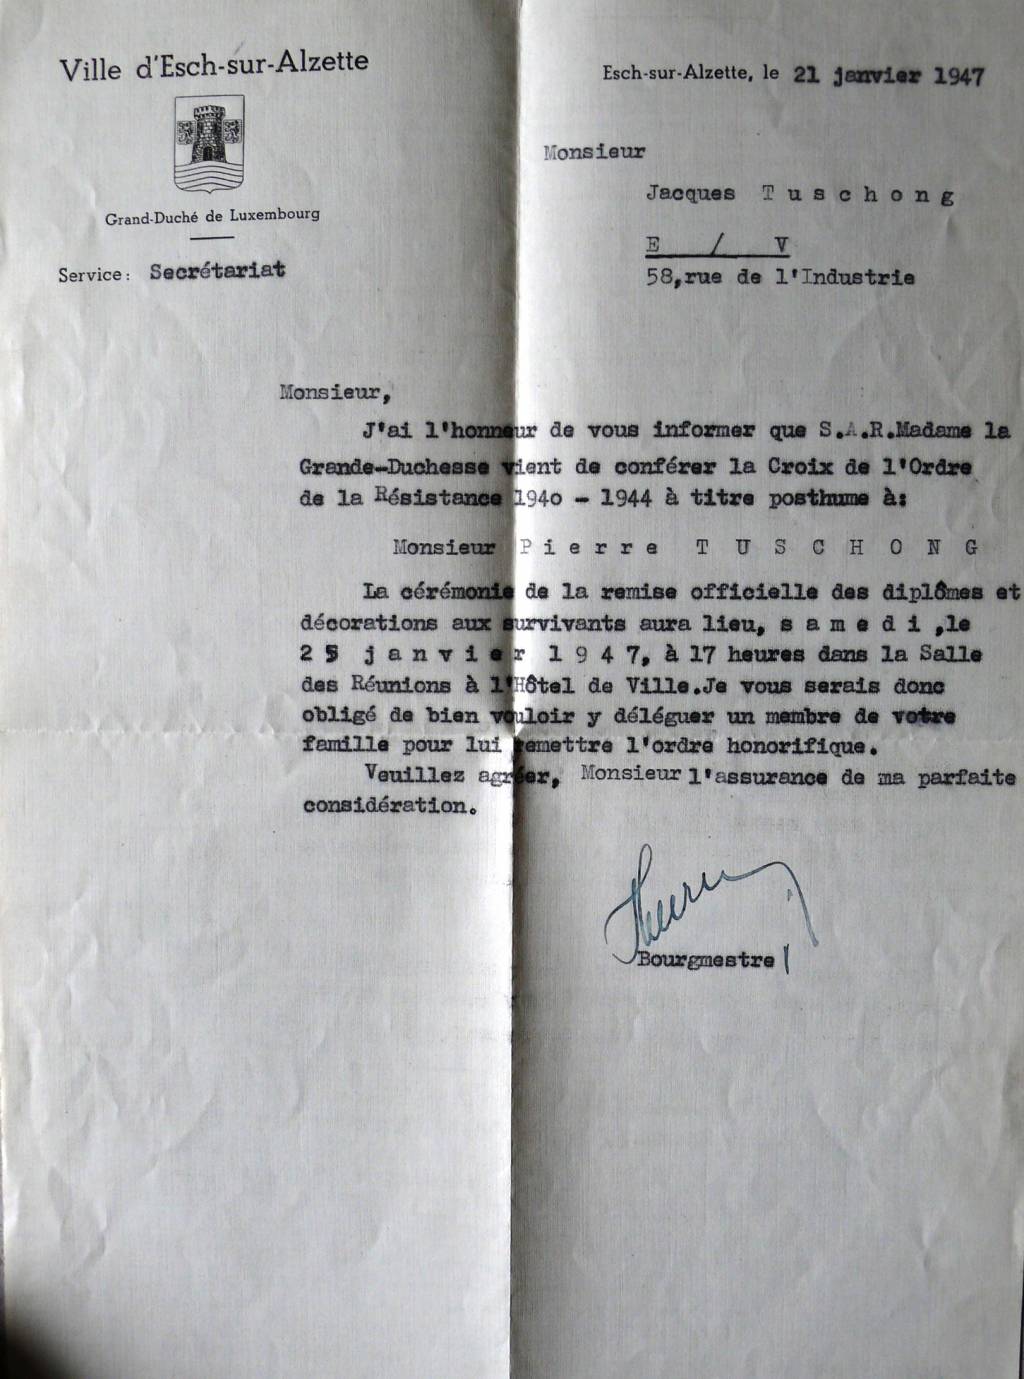 Ville d'Esch-sur-Alzette
Grand-Duché de Luxembourg
Service: Secrétariat
Esch-sur-Alzette, le 21 janvier 1947
Monsieur
Jacques Tuschong
E / V
58,rue de l'Industrie
Monsieur,
J'ai l'honneur de vous informer que S.A.R.Madame la
Grande-Duchesse vient de conférer la Croix de l'Ordre
de la Résistance 1940 - 1944 à titre posthume à:
Monsieur Pierre TUSCHONG
La cérémonie de la remise officielle des diplômes et
décorations aux survivants aura lieu, samedi,le
25 janvier 1947, à 17 heures dans la Salle
des Réunions à l'Hôtel de Ville.Je vous serais donc
obligé de bien vouloir y déléguer un membre de votre
famille pour lui remettre l'ordre honorifique.
Veuillez agréer, Monsieur l'assurance de ma parfaite
considération.
Bourgmestre